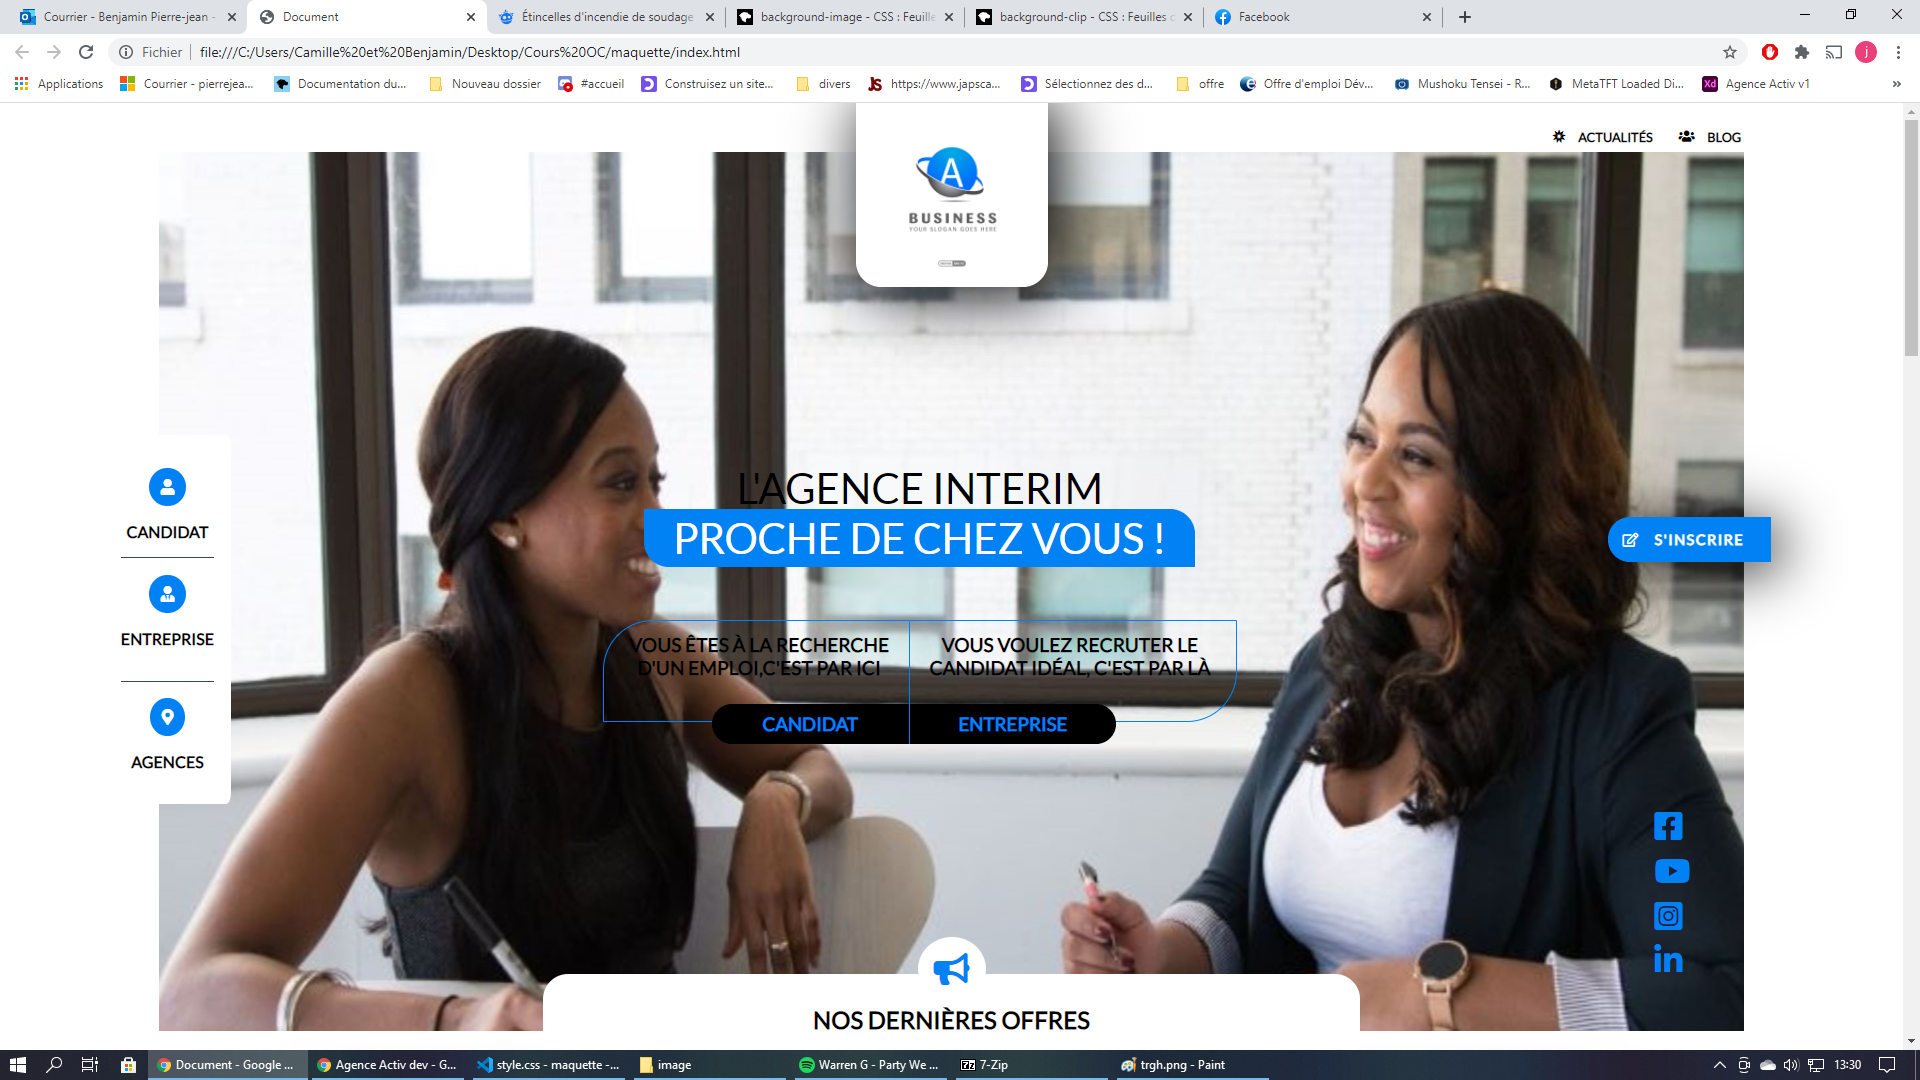 Courrier - Benjamin Pierre-jean -
Document
Étincelles d'incendie de soudage
background-image - CSS : Feuille
background-clip - CSS : Feuilles d
Facebook
Fichier
file:///C:/Users/Camille%20et%20Benjamin/Desktop/Cours%20OC/maquette/index.html
j
Applications
Courrier - pierrejea...
Documentation du...
Nouveau dossier
#accueil
Construisez un site...
divers
https://www.japsca...
Sélectionnez des d...
offre
Offre d'emploi Dév...
Mushoku Tensei - R...
MetaTFT Loaded Di...
Agence Activ v1
ACTUALITÉS
BLOG
A
BUSINESS
YOUR SLOGAN GOES HERE
L'AGENCE INTERIM
PROCHE DE CHEZ VOUS !
CANDIDAT
ENTREPRISE
AGENCES
S'INSCRIRE
VOUS ÊTES À LA RECHERCHE
D'UN EMPLOI,C'EST PAR ICI
VOUS VOULEZ RECRUTER LE
CANDIDAT IDÉAL, C'EST PAR LÀ
CANDIDAT
ENTREPRISE
NOS DERNIÈRES OFFRES
Document - Google ...
Agence Activ dev - G...
style.css - maquette -...
image
Warren G - Party We ...
7-Zip
trgh.png - Paint
13:30